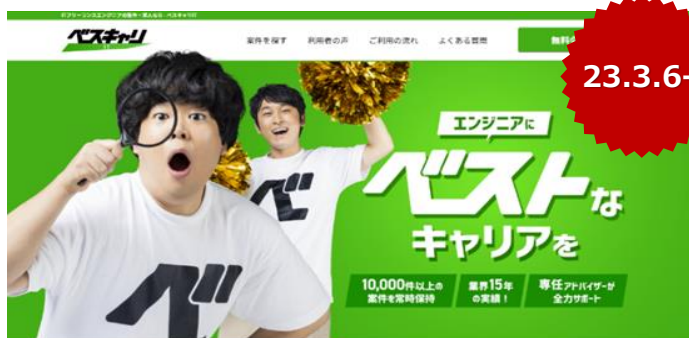 ITフリーランスエンジニアの案件・求人なら ベスキャリIT
ベスキャリ
IT
案件を探す 利用者の声 ご利用の流れ よくある質問
無料
23.3.6-
エンジニアに
ベストな
キャリアを
ベ
ベ
10,000件以上の
案件を常時保持
業界15年
の実績！
専任アドバイザーが
全力サポート